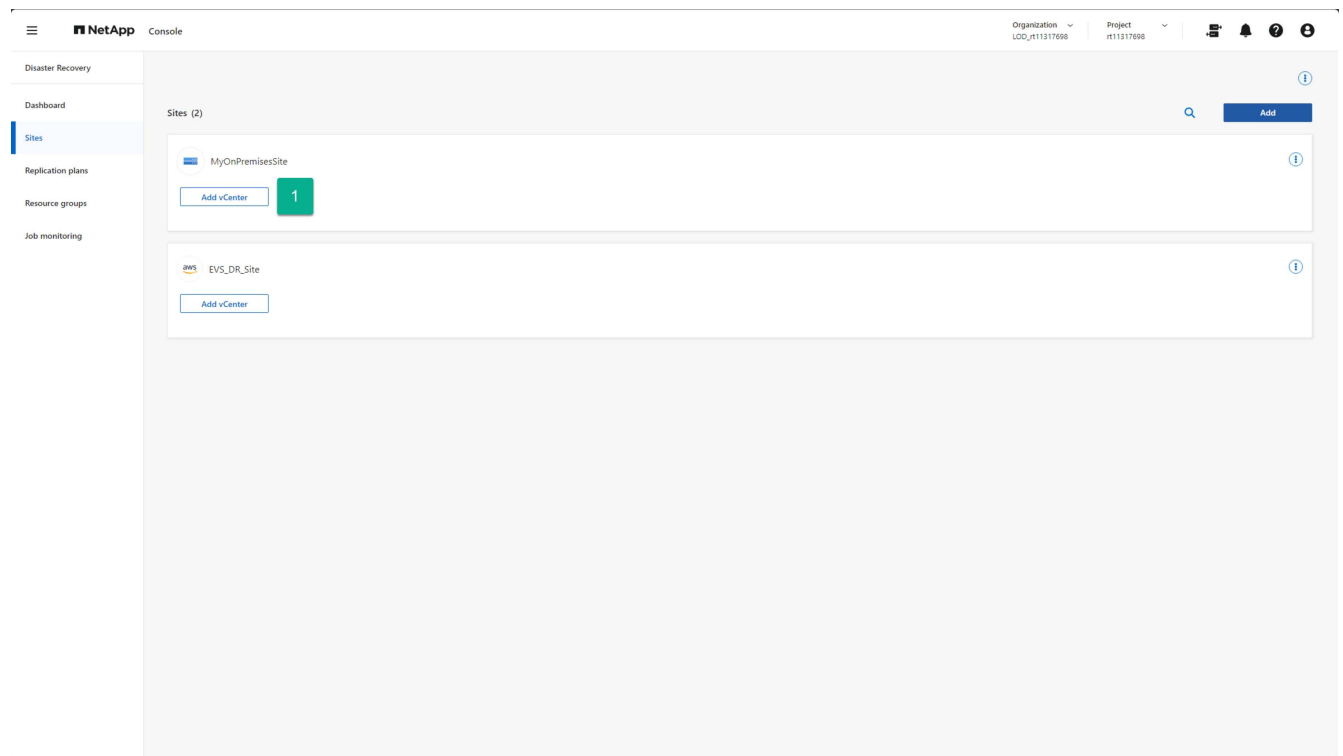 NetApp Console
Organization
LOD_rt11317698
Project
rt11317698
Disaster Recovery
Dashboard
Sites
Replication plans
Resource groups
Job monitoring
Sites (2)
Add
MyOnPremisesSite
Add vCenter
1
aws EVS_DR_Site
Add vCenter